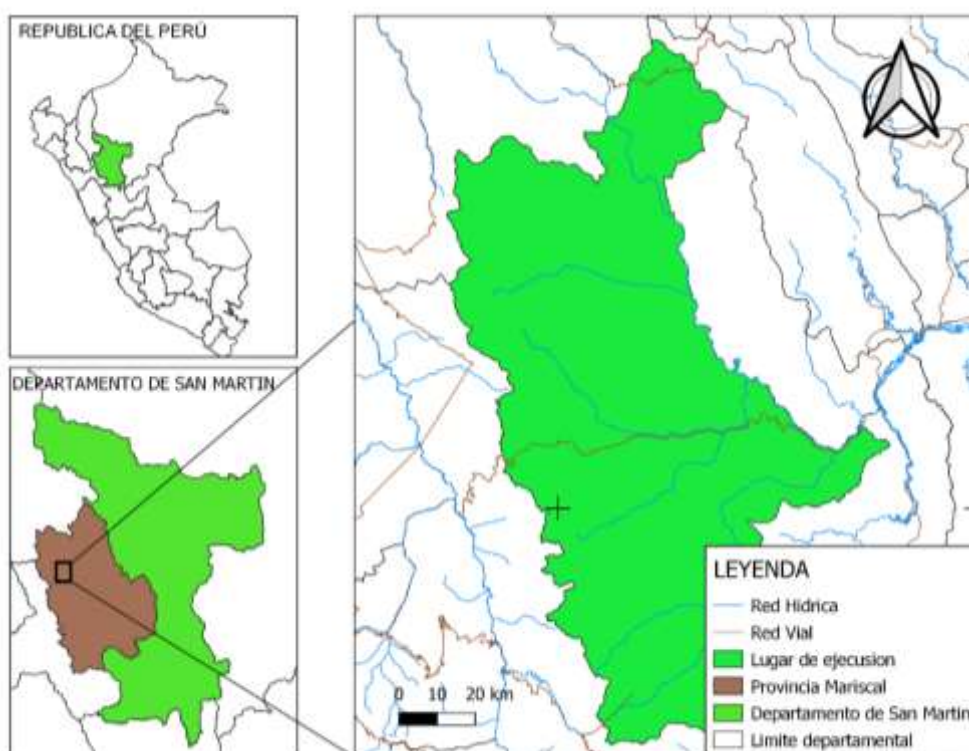 REPUBLICA DEL PERÚ
DEPARTAMENTO DE SAN MARTIN
0 10 20 km
LEYENDA
Red Hidrica
Red Vial
Lugar de ejecusion
Provincia Mariscal
Departamento de San Martin
Limite departamental